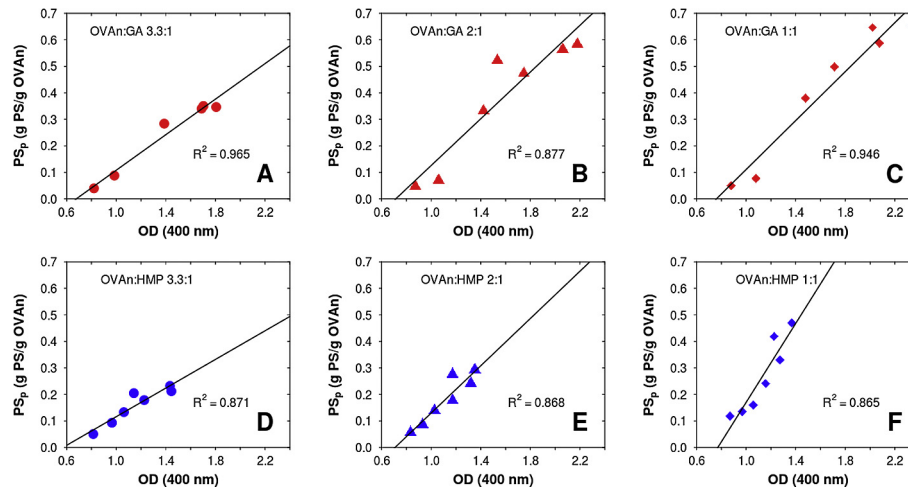 OVAn:GA 3.3:1
PSp (g PS/g OVAn)
0.7
0.6
0.5
0.4
0.3
0.2
0.1
0.0
R² = 0.965
A
0.6 1.0 1.4 1.8 2.2
OD (400 nm)
OVAn:GA 2:1
PSp (g PS/g OVAn)
0.7
0.6
0.5
0.4
0.3
0.2
0.1
0.0
R² = 0.877
B
0.6 1.0 1.4 1.8 2.2
OD (400 nm)
OVAn:GA 1:1
PSp (g PS/g OVAn)
0.7
0.6
0.5
0.4
0.3
0.2
0.1
0.0
R² = 0.946
C
0.6 1.0 1.4 1.8 2.2
OD (400 nm)
OVAn:HMP 3.3:1
PSp (g PS/g OVAn)
0.7
0.6
0.5
0.4
0.3
0.2
0.1
0.0
R² = 0.871
D
0.6 1.0 1.4 1.8 2.2
OD (400 nm)
OVAn:HMP 2:1
PSp (g PS/g OVAn)
0.7
0.6
0.5
0.4
0.3
0.2
0.1
0.0
R² = 0.868
E
0.6 1.0 1.4 1.8 2.2
OD (400 nm)
OVAn:HMP 1:1
PSp (g PS/g OVAn)
0.7
0.6
0.5
0.4
0.3
0.2
0.1
0.0
R² = 0.865
F
0.6 1.0 1.4 1.8 2.2
OD (400 nm)